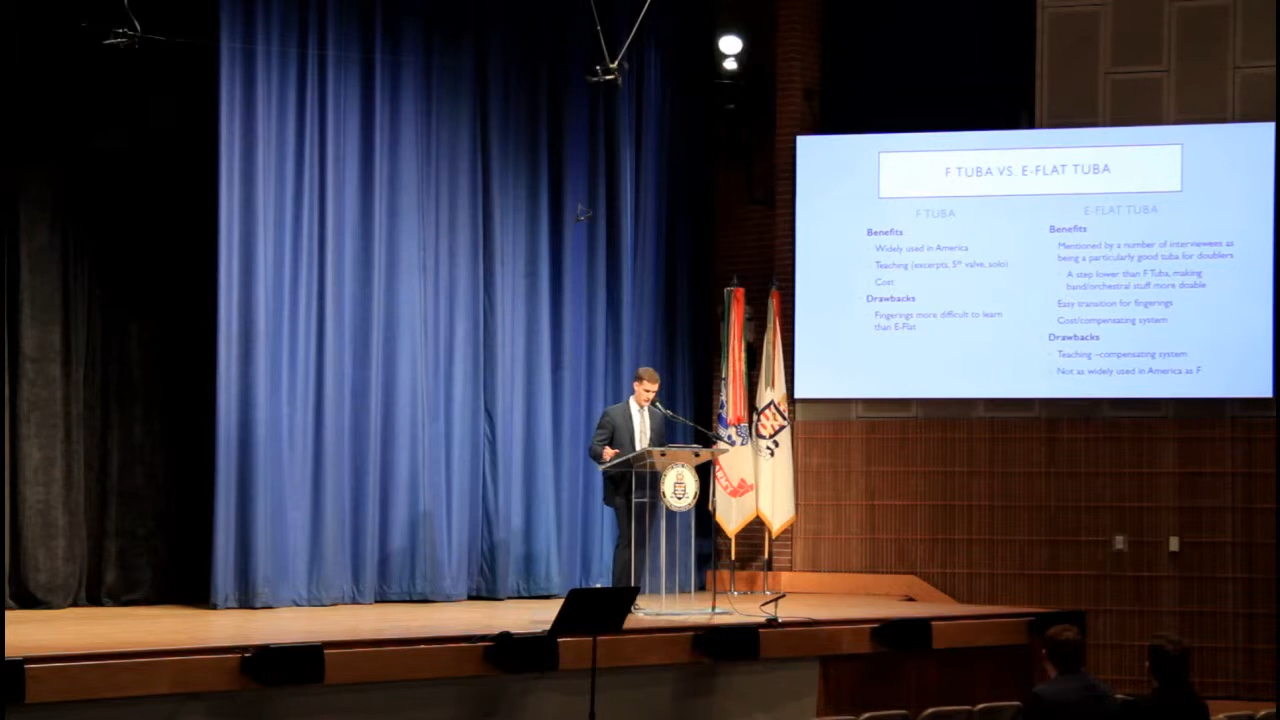 F TUBA VS. E-FLAT TUBA
F TUBA
Benefits
Widely used in America
Teaching (excerpts, 5th valve, solo)
Cost
Drawbacks
Fingerings more difficult to learn
than E-Flat
E-FLAT TUBA
Benefits
Mentioned by a number of interviewees as
being a particularly good tuba for doublers
A step lower than F Tuba, making
band/orchestral stuff more doable
Easy transition for fingerings
Cost/compensating system
Drawbacks
Teaching –compensating system
Not as widely used in America as F